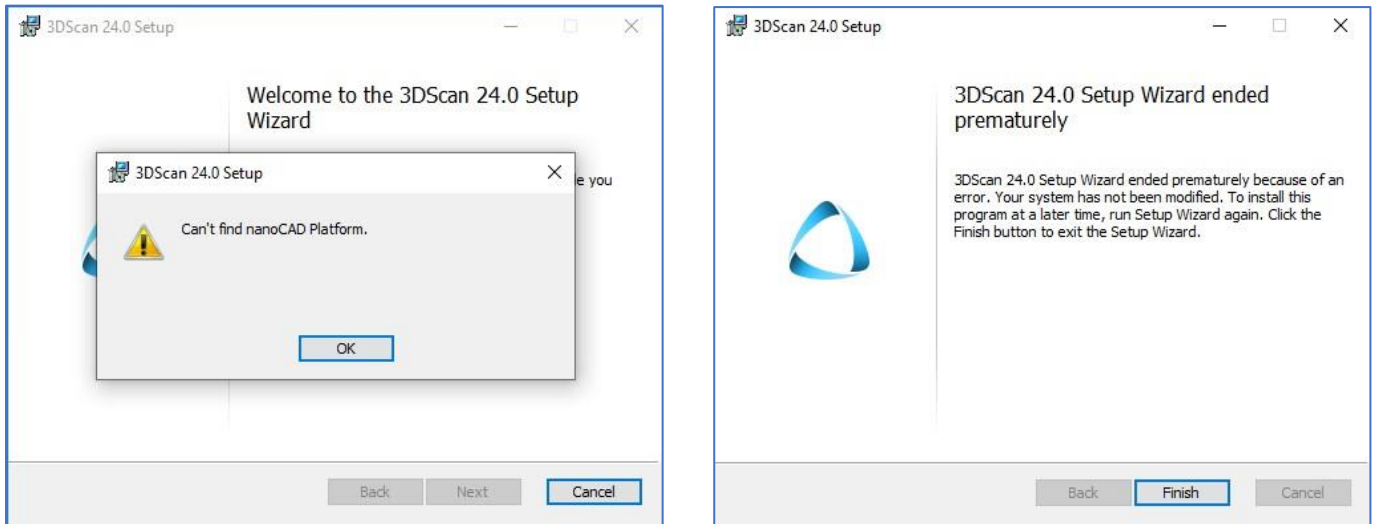 3DScan 24.0 Setup
Welcome to the 3DScan 24.0 Setup
Wizard
3DScan 24.0 Setup
e you
Can't find nanoCAD Platform.
OK
Back
Next
Cancel
3DScan 24.0 Setup
3DScan 24.0 Setup Wizard ended
prematurely
3DScan 24.0 Setup Wizard ended prematurely because of an
error. Your system has not been modified. To install this
program at a later time, run Setup Wizard again. Click the
Finish button to exit the Setup Wizard.
Back
Finish
Cancel